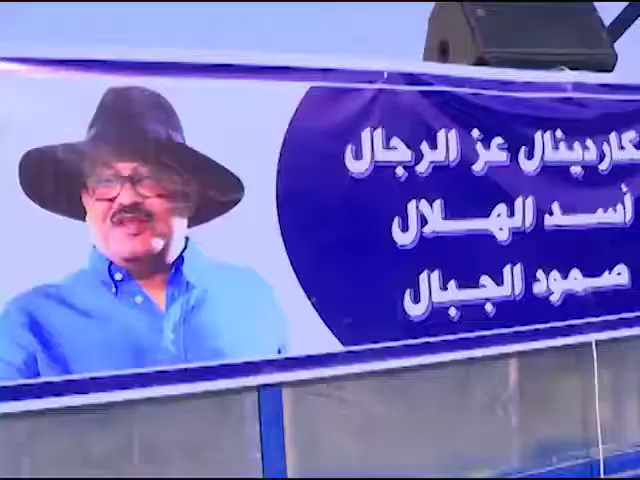 كاردينال عز الرجال
أسد الهلال
صمود الجبال